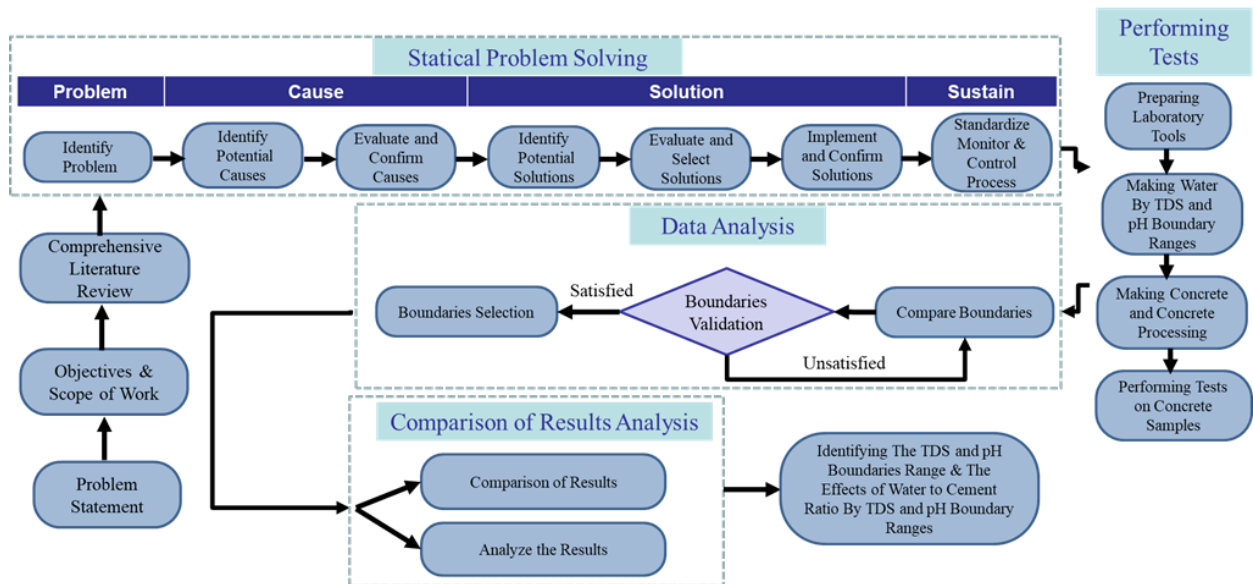 Statical Problem Solving
Problem
Cause
Solution
Sustain
Identify
Problem
Identify
Potential
Causes
Evaluate and
Confirm
Causes
Identify
Potential
Solutions
Evaluate and
Select
Solutions
Implement
and Confirm
Solutions
Standardize
Monitor &
Control
Process
Performing
Tests
Preparing
Laboratory
Tools
Making Water
By TDS and
pH Boundary
Ranges
Making Concrete
and Concrete
Processing
Performing Tests
on Concrete
Samples
Comprehensive
Literature
Review
Objectives &
Scope of Work
Problem
Statement
Data Analysis
Boundaries Selection
Satisfied
Boundaries
Validation
Unsatisfied
Compare Boundaries
Comparison of Results Analysis
Comparison of Results
Analyze the Results
Identifying The TDS and pH
Boundaries Range & The
Effects of Water to Cement
Ratio By TDS and pH Boundary
Ranges